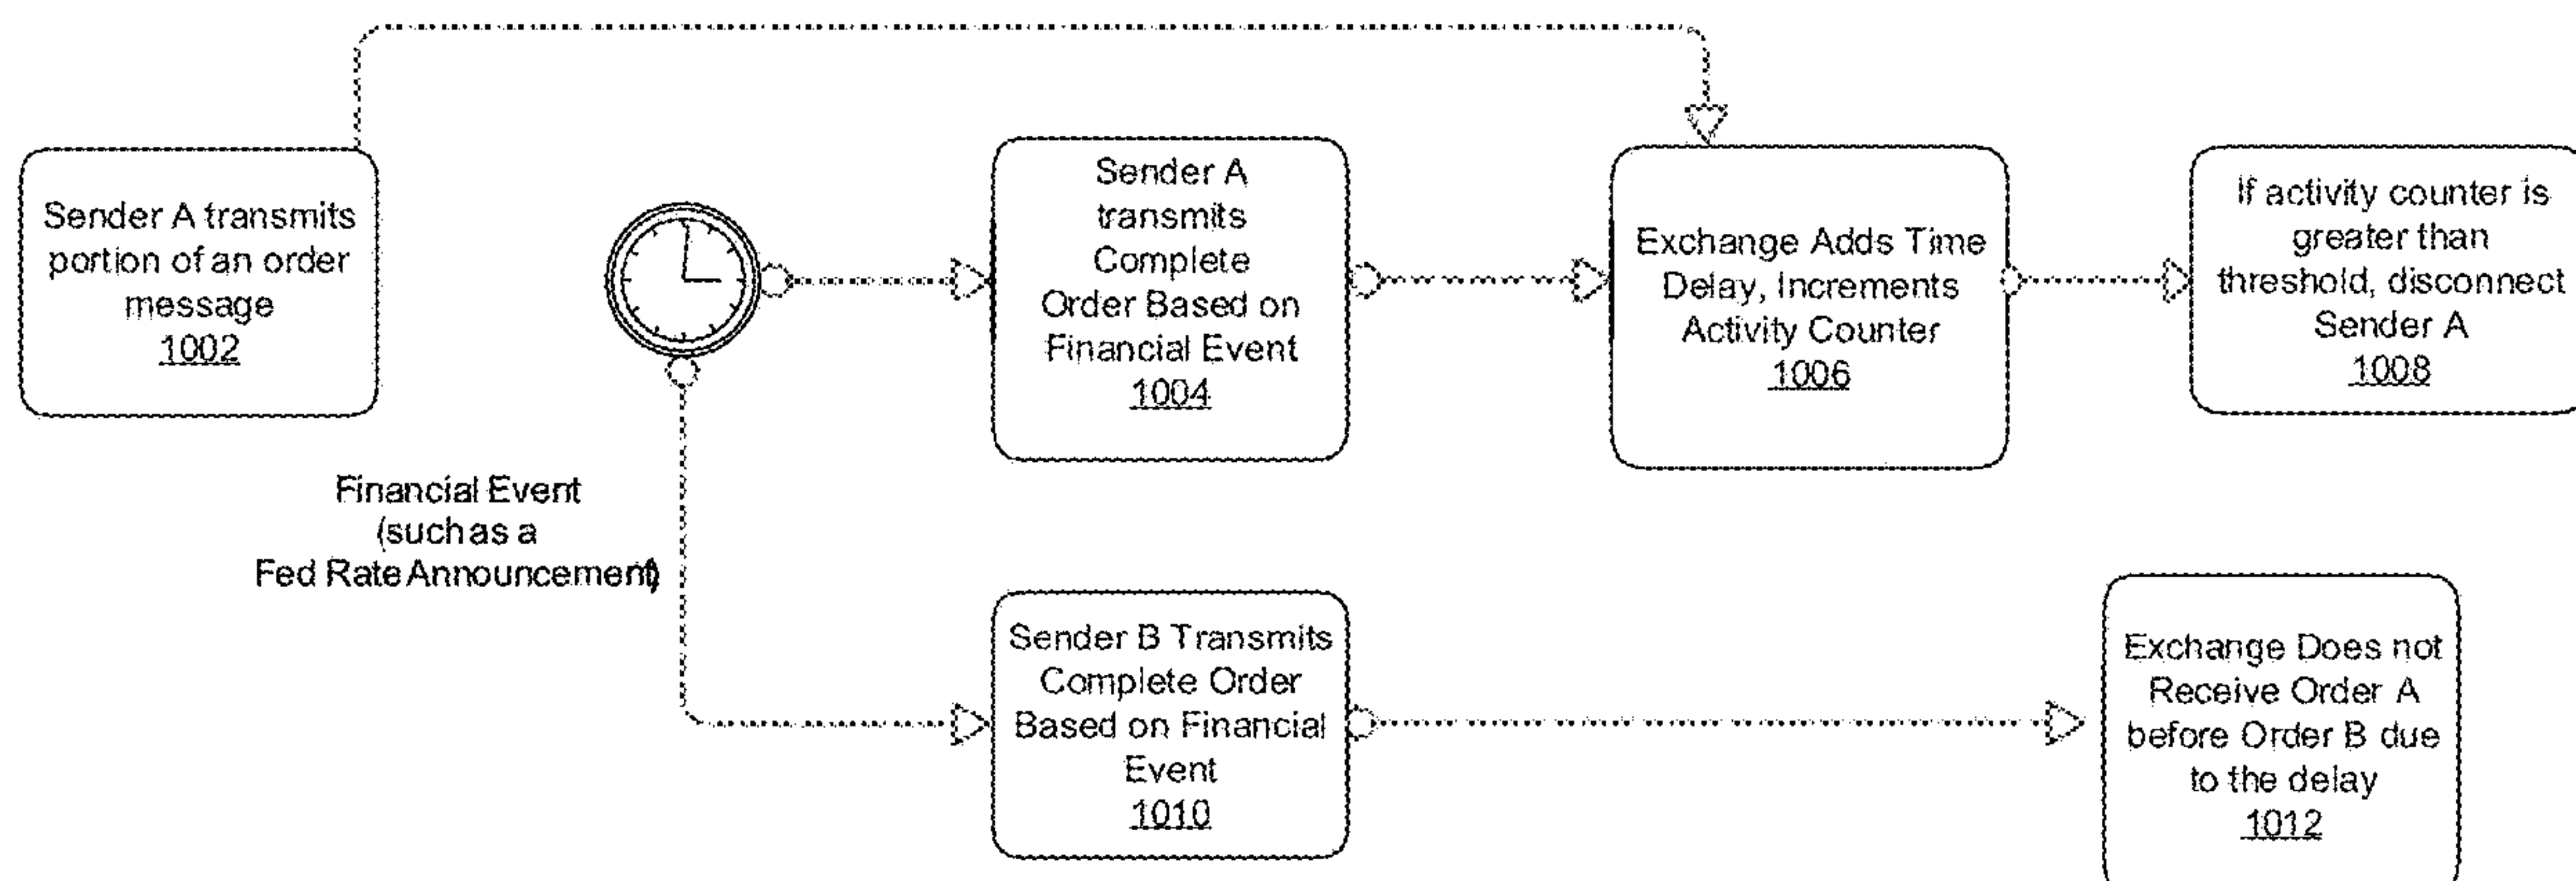 Sender A transmits
portion of an order
message
1002
Sender A
transmits
Complete
Order Based on
Financial Event
1004
Exchange Adds Time
Delay, Increments
Activity Counter
1006
If activity counter is
greater than
threshold, disconnect
Sender A
1008
Financial Event
(such as a
Fed Rate Announcement)
Sender B Transmits
Complete Order
Based on Financial
Event
1010
Exchange Does not
Receive Order A
before Order B due
to the delay
1012